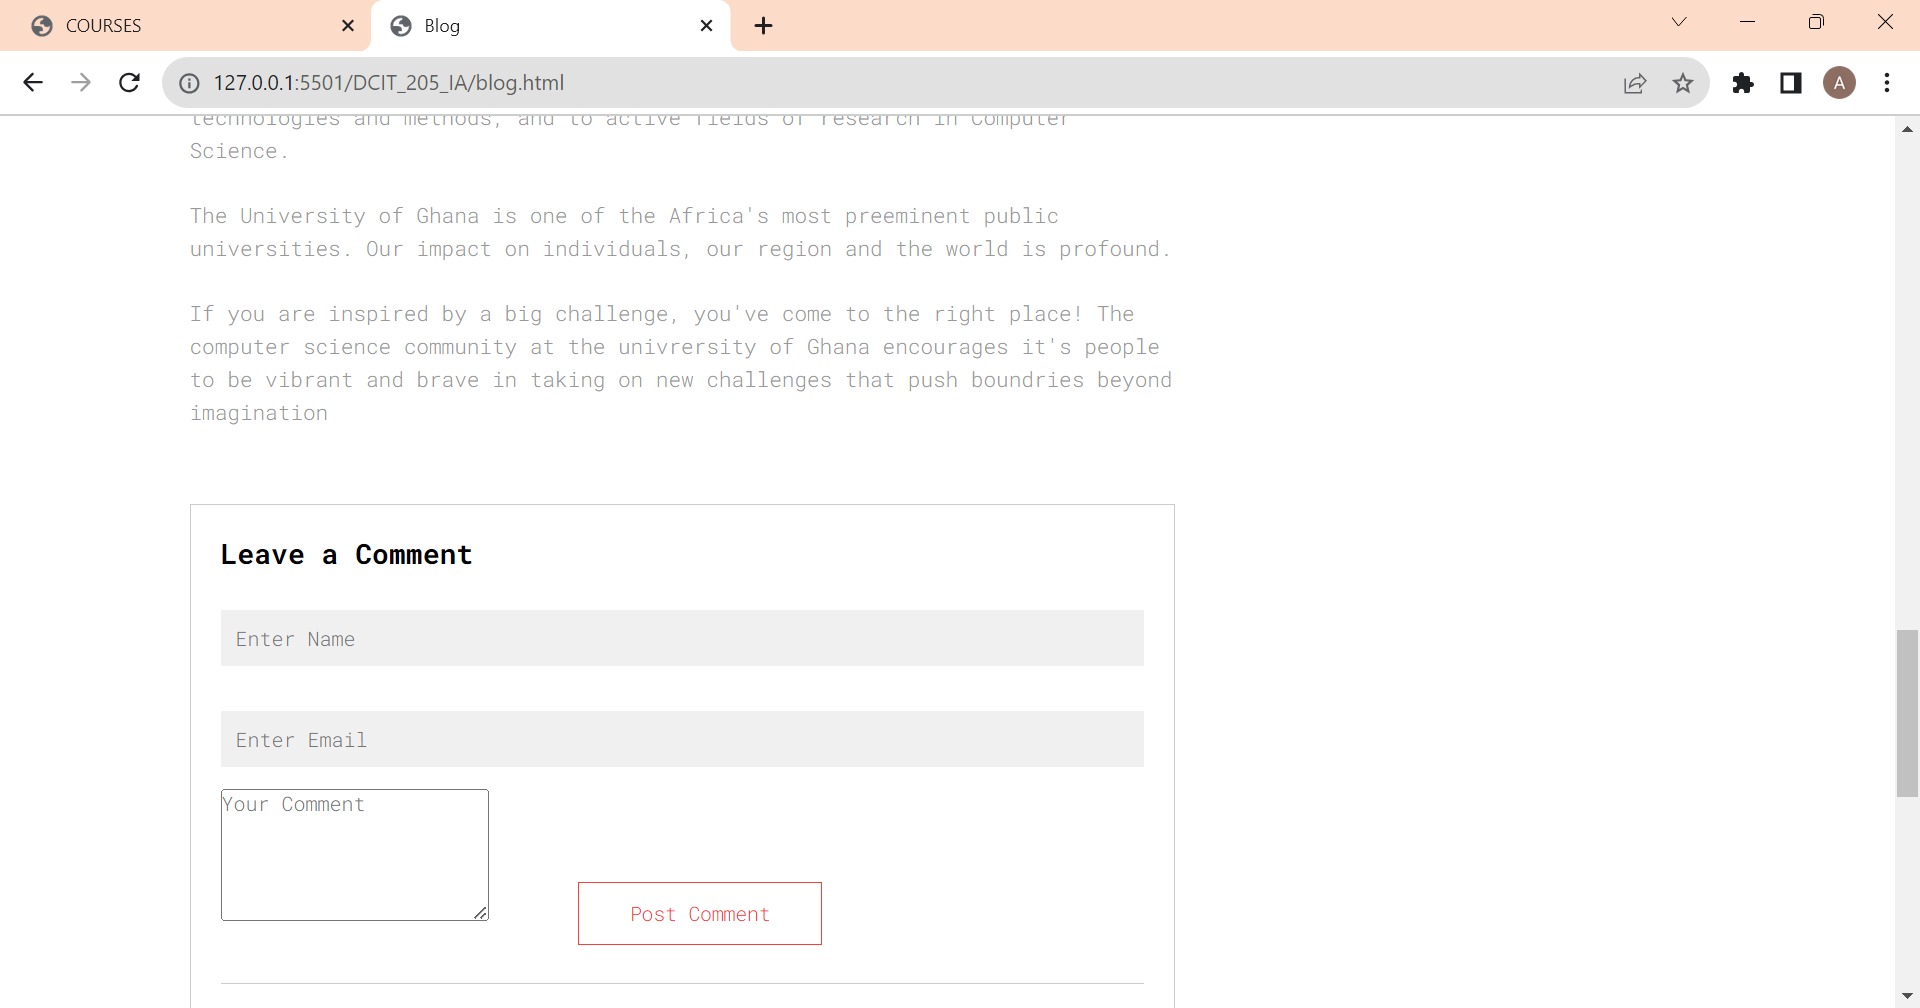 COURSES
Blog
127.0.0.1:5501/DCIT_205_IA/blog.html
A
technologies and methods, and to active fields of research in Computer
Science.
The University of Ghana is one of the Africa's most preeminent public
universities. Our impact on individuals, our region and the world is profound.
If you are inspired by a big challenge, you've come to the right place! The
computer science community at the univrersity of Ghana encourages it's people
to be vibrant and brave in taking on new challenges that push boundries beyond
imagination
Leave a Comment
Enter Name
Enter Email
Your Comment
Post Comment